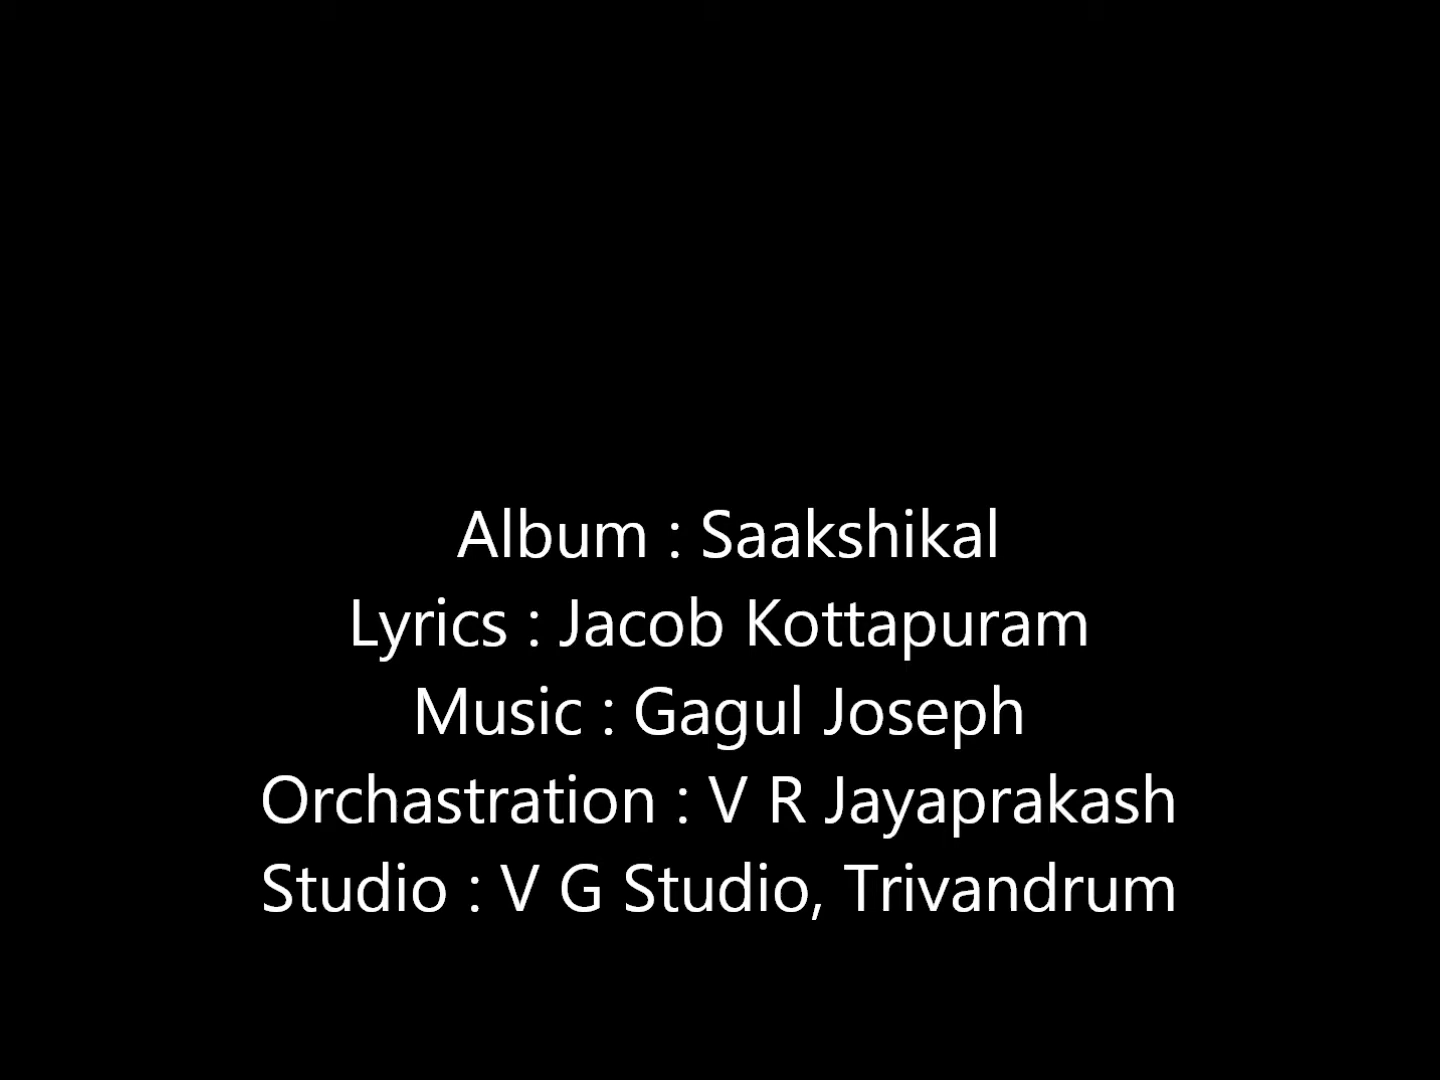 Album : Saakshikal
Lyrics : Jacob Kottapuram
Music : Gagul Joseph
Orchastration : V R Jayaprakash
Studio : V G Studio, Trivandrum